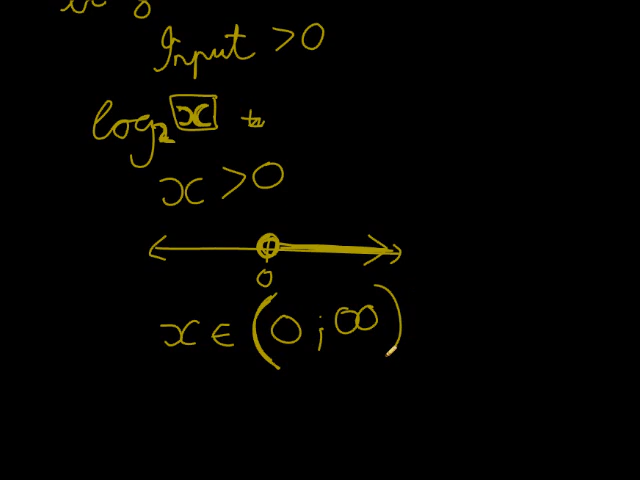 Input > 0
log₂ x
x > 0
0
x ∈ (0 ; ∞)